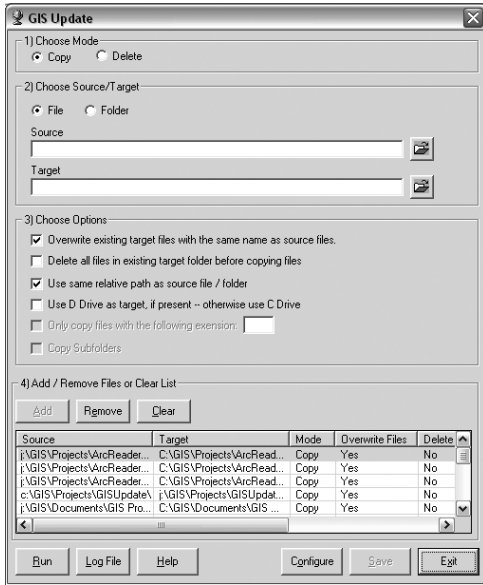 GIS Update
1) Choose Mode
Copy Delete
2) Choose Source/Target
File Folder
Source
Target
3) Choose Options
Overwrite existing target files with the same name as source files.
Delete all files in existing target folder before copying files
Use same relative path as source file / folder
Use D Drive as target, if present -- otherwise use C Drive
Only copy files with the following exension:
Copy Subfolders
4) Add / Remove Files or Clear List
Add Remove Clear
Source Target Mode Overwrite Files Delete
j:\GIS\Projects\ArcReader... C:\GIS\Projects\ArcRead... Copy Yes No
j:\GIS\Projects\ArcReader... C:\GIS\Projects\ArcRead... Copy Yes No
j:\GIS\Projects\ArcReader... C:\GIS\Projects\ArcRead... Copy Yes No
c:\GIS\Projects\GISUpdate\ j:\GIS\Projects\GISUpdat... Copy Yes No
j:\GIS\Documents\GIS Pro... C:\GIS\Documents\GIS ... Copy Yes No
Run Log File Help Configure Save Exit